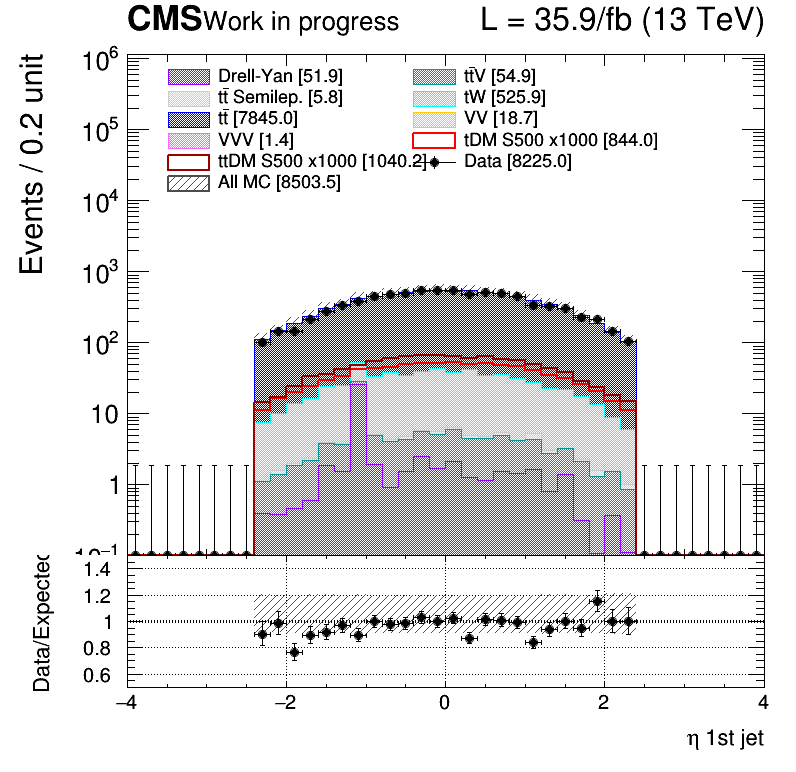 CMS Work in progress L = 35.9/fb (13 TeV)
Events / 0.2 unit
10⁶
10⁵
10⁴
10³
10²
10
1
10⁻¹
Drell-Yan [51.9] tt̄V [54.9]
tt̄ Semilep. [5.8] tW [525.9]
tt̄ [7845.0] VV [18.7]
VVV [1.4] tDM S500 x1000 [844.0]
ttDM S500 x1000 [1040.2] Data [8225.0]
All MC [8503.5]
Data/Expected
1.4
1.2
1
0.8
0.6
−4 −2 0 2 4
η 1st jet